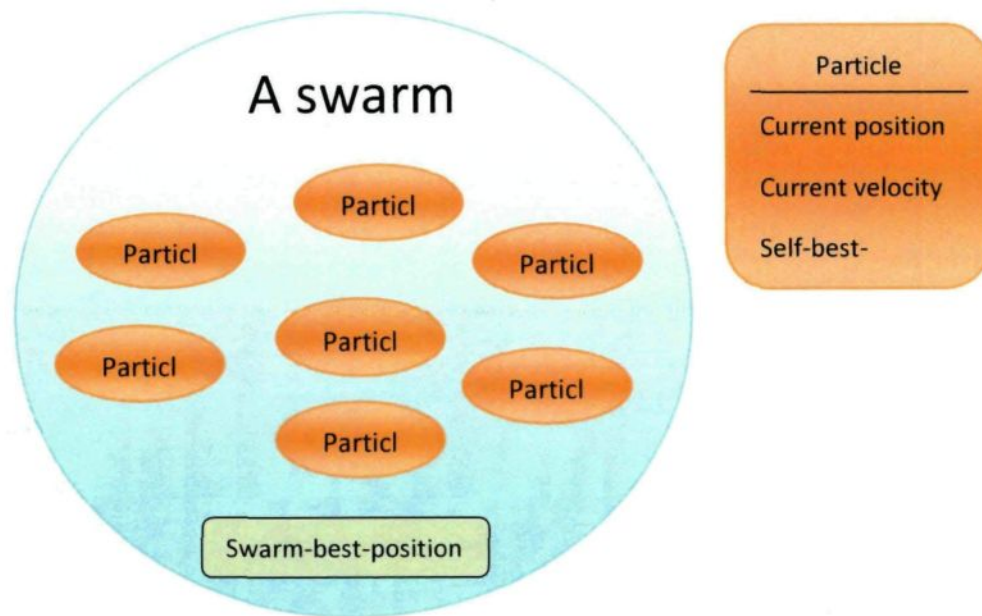 A swarm
Particl
Particl
Particl
Particl
Particl
Particl
Particl
Swarm-best-position
Particle
Current position
Current velocity
Self-best-